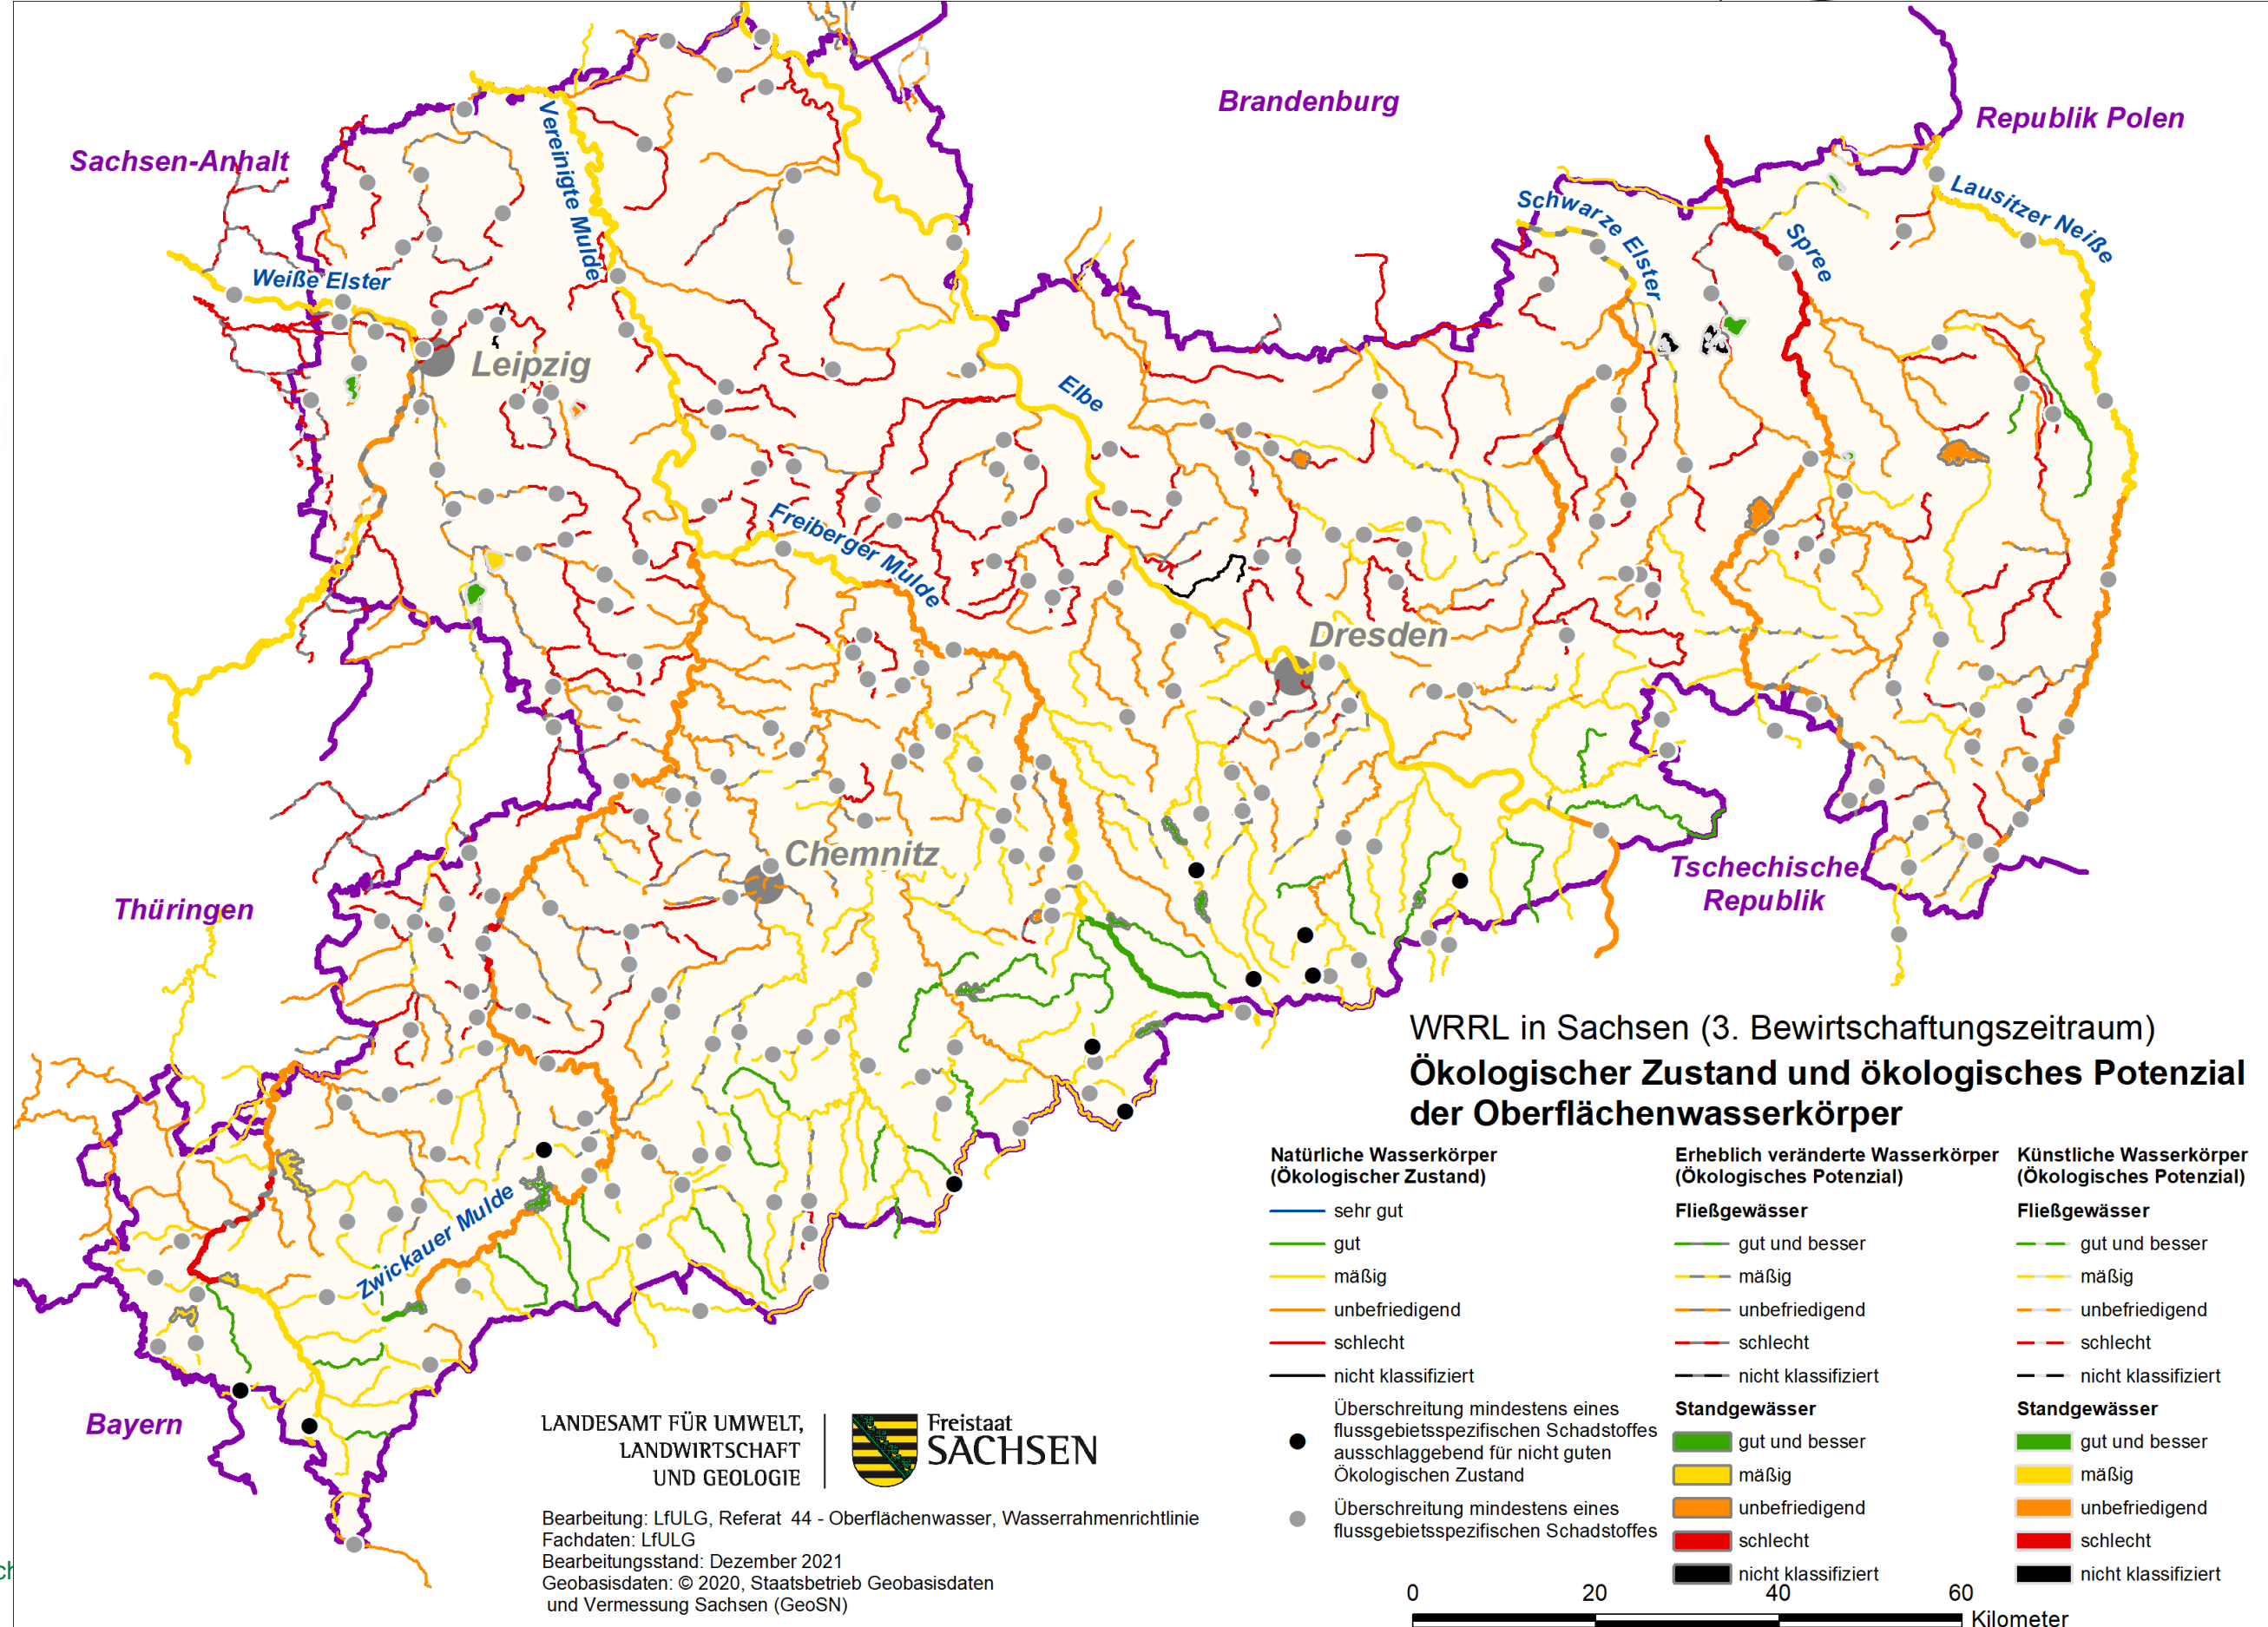 Brandenburg
Republik Polen
Sachsen-Anhalt
Vereinigte Mulde
Lausitzer Neiße
Schwarze Elster
Spree
Weiße Elster
Leipzig
Elbe
Freiberger Mulde
Dresden
Chemnitz
Tschechische
Republik
Thüringen
Zwickauer Mulde
Bayern
WRRL in Sachsen (3. Bewirtschaftungszeitraum)
Ökologischer Zustand und ökologisches Potenzial
der Oberflächenwasserkörper
Natürliche Wasserkörper
(Ökologischer Zustand)
sehr gut
gut
mäßig
unbefriedigend
schlecht
nicht klassifiziert
Überschreitung mindestens eines
flussgebietsspezifischen Schadstoffes
ausschlaggebend für nicht guten
Ökologischen Zustand
Überschreitung mindestens eines
flussgebietsspezifischen Schadstoffes
Erheblich veränderte Wasserkörper
(Ökologisches Potenzial)
Fließgewässer
gut und besser
mäßig
unbefriedigend
schlecht
nicht klassifiziert
Standgewässer
gut und besser
mäßig
unbefriedigend
schlecht
nicht klassifiziert
Künstliche Wasserkörper
(Ökologisches Potenzial)
Fließgewässer
gut und besser
mäßig
unbefriedigend
schlecht
nicht klassifiziert
Standgewässer
gut und besser
mäßig
unbefriedigend
schlecht
nicht klassifiziert
LANDESAMT FÜR UMWELT,
LANDWIRTSCHAFT
UND GEOLOGIE
Freistaat
SACHSEN
Bearbeitung: LfULG, Referat 44 - Oberflächenwasser, Wasserrahmenrichtlinie
Fachdaten: LfULG
Bearbeitungsstand: Dezember 2021
Geobasisdaten: © 2020, Staatsbetrieb Geobasisdaten
und Vermessung Sachsen (GeoSN)
0 20 40 60
Kilometer